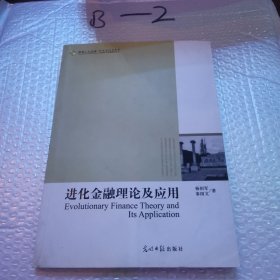 B-2
进化金融理论及应用
Evolutionary Finance Theory and
Its Application
著
光明日报出版社